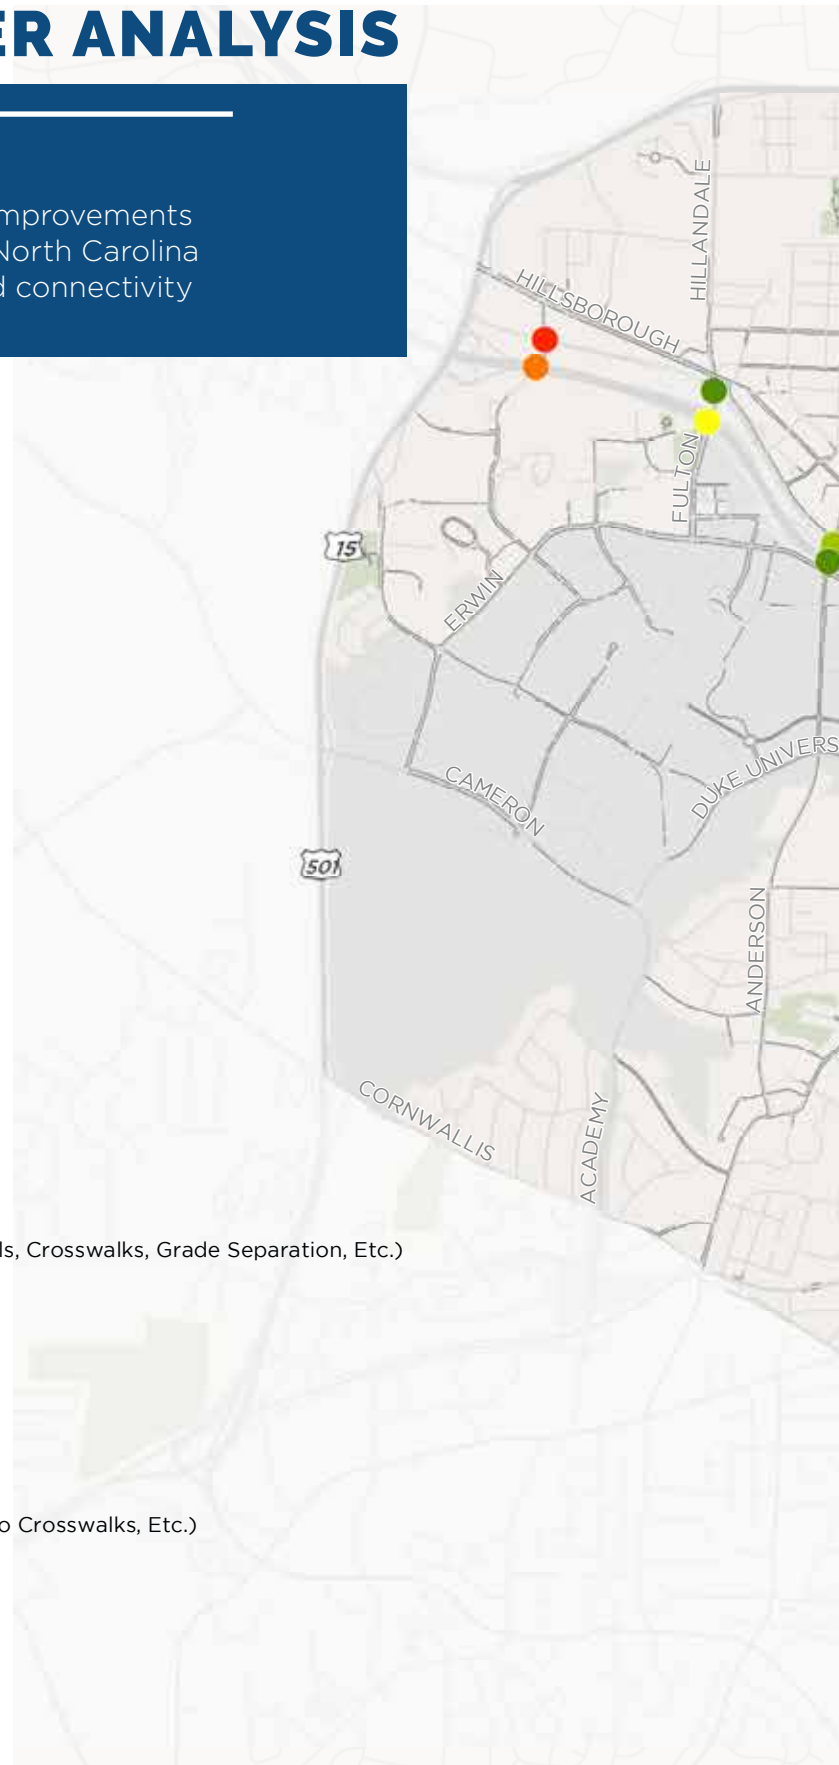 ER ANALYSIS
mprovements
North Carolina
d connectivity
HILLANDALE
HILLSBOROUGH
FULTON
15
ERWIN
DUKE UNIVERS
CAMERON
501
ANDERSON
CORNWALLIS
ACADEMY
ls, Crosswalks, Grade Separation, Etc.)
o Crosswalks, Etc.)